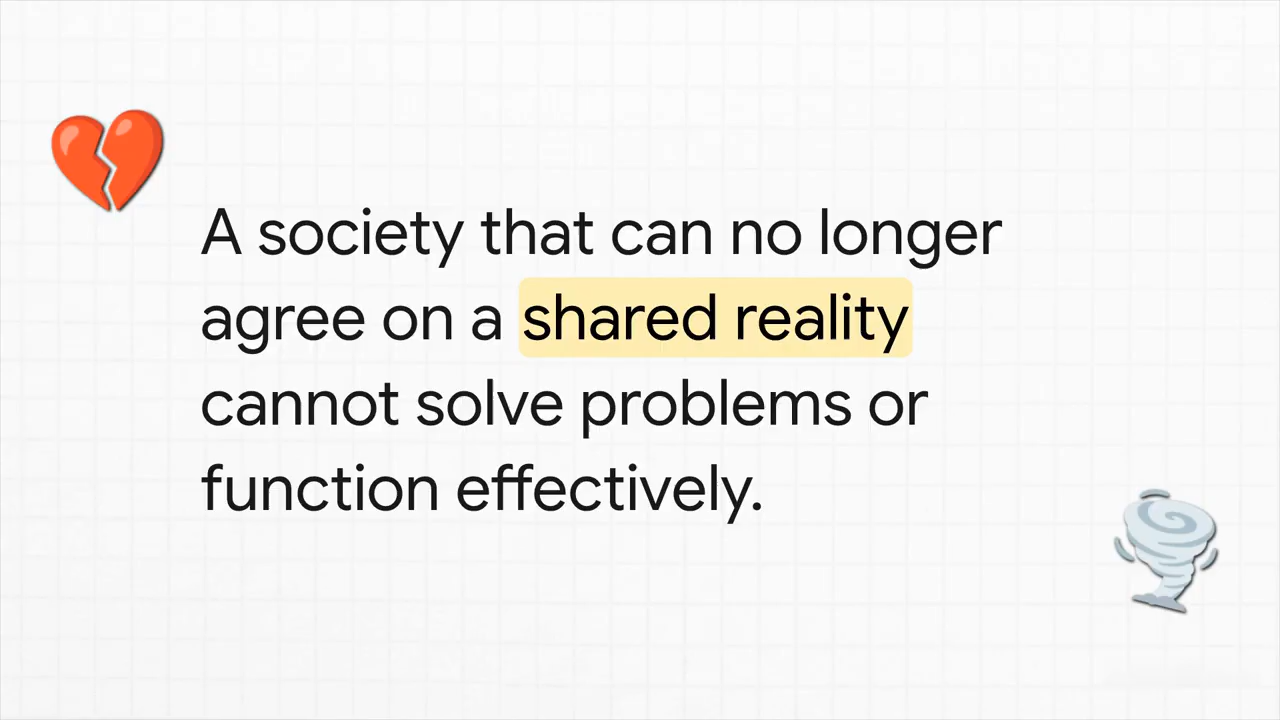 A society that can no longer
agree on a shared reality
cannot solve problems or
function effectively.